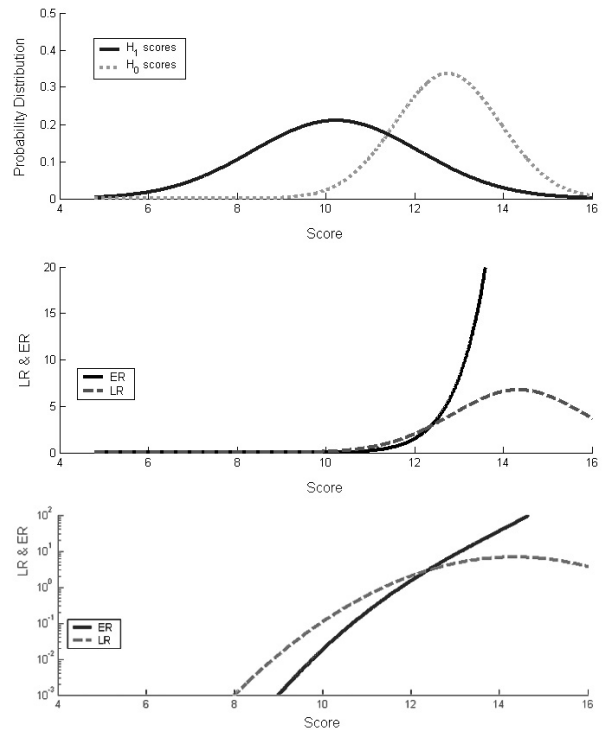 0.5
0.4
0.3
0.2
0.1
0
Probability Distribution
H1 scores
H0 scores
4 6 8 10 12 14 16
Score
20
15
10
5
0
LR & ER
ER
LR
4 6 8 10 12 14 16
Score
10^2
10^1
10^0
10^-1
10^-2
10^-3
LR & ER
ER
LR
4 6 8 10 12 14 16
Score